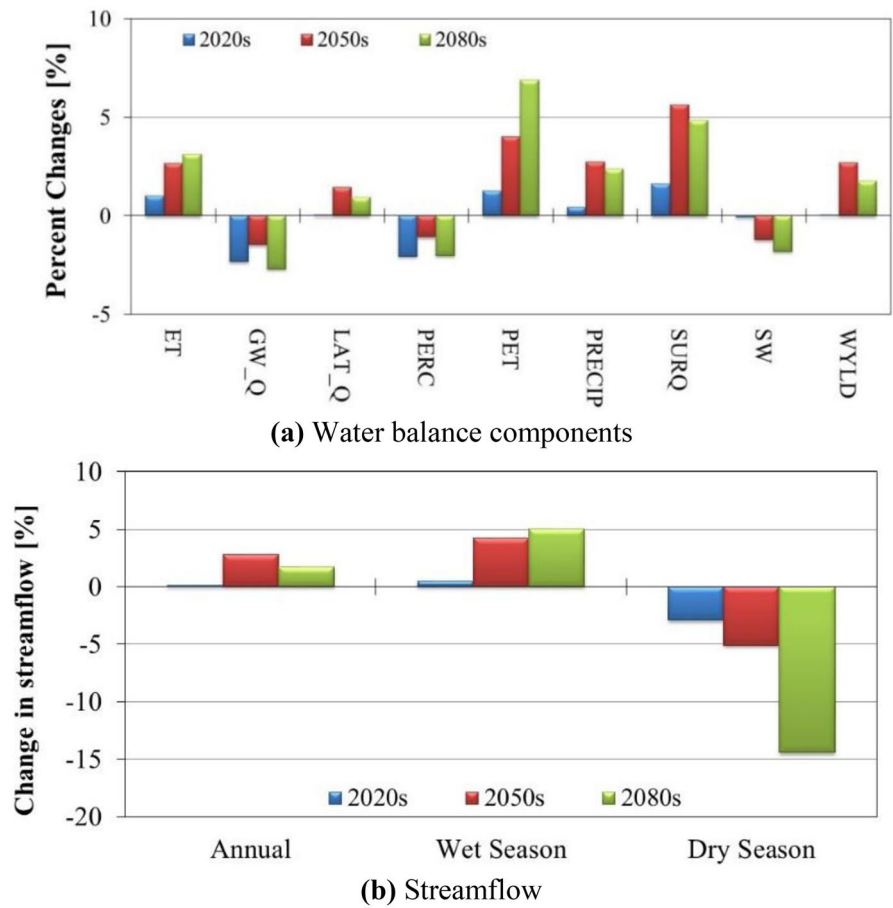 10
2020s 2050s 2080s
5
0
-5
Percent Changes [%]
ET GW_Q LAT_Q PERC PET PRECIP SURQ SW WYLD
(a) Water balance components
10
5
0
-5
-10
-15
-20
Change in streamflow [%]
2020s 2050s 2080s
Annual Wet Season Dry Season
(b) Streamflow